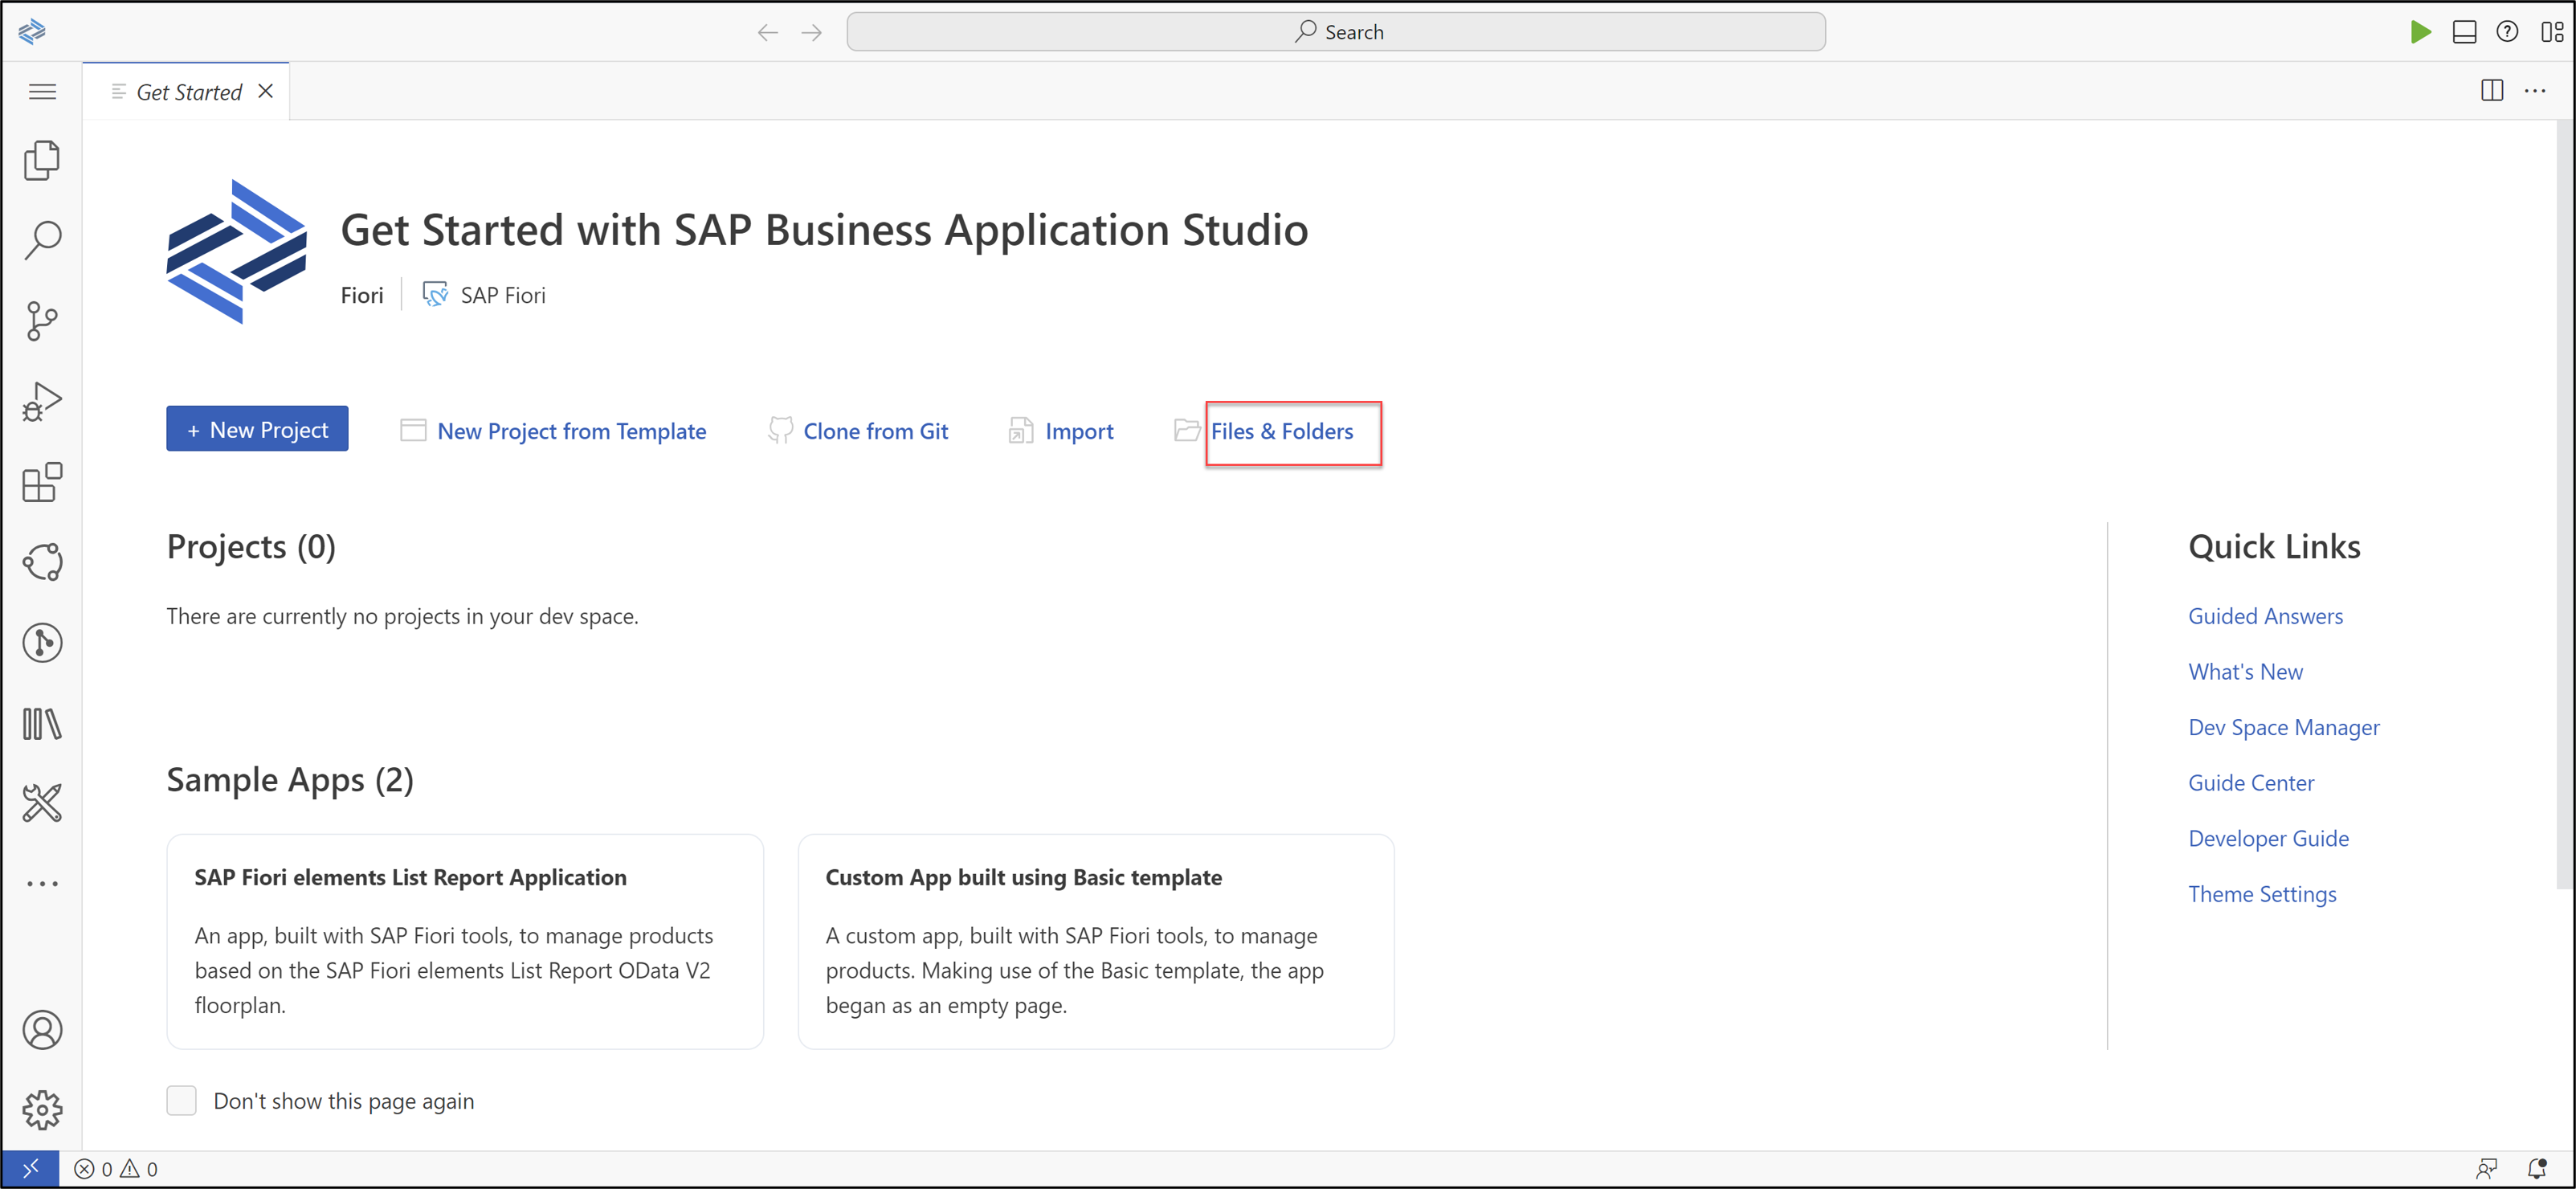 Search
Get Started
Get Started with SAP Business Application Studio
Fiori
SAP Fiori
+ New Project
New Project from Template
Clone from Git
Import
Files & Folders
Projects (0)
There are currently no projects in your dev space.
Sample Apps (2)
SAP Fiori elements List Report Application
An app, built with SAP Fiori tools, to manage products
based on the SAP Fiori elements List Report OData V2
floorplan.
Custom App built using Basic template
A custom app, built with SAP Fiori tools, to manage
products. Making use of the Basic template, the app
began as an empty page.
Don't show this page again
Quick Links
Guided Answers
What's New
Dev Space Manager
Guide Center
Developer Guide
Theme Settings
0 0